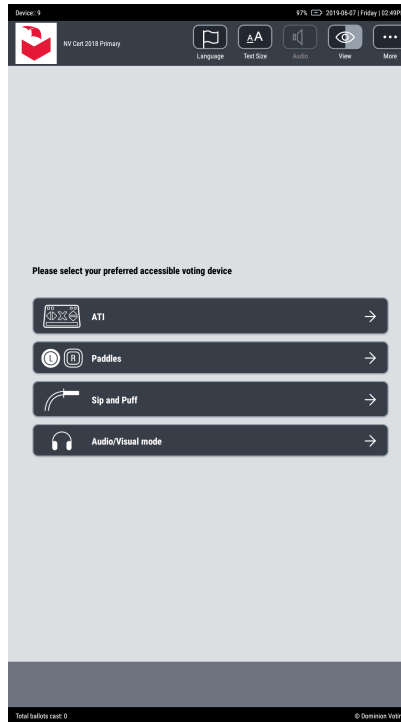 Device:: 9 97% 2019-06-07 | Friday | 02:49P
NV Cert 2018 Primary
AA
Language Text Size Audio View More
Please select your preferred accessible voting device
ATI
L R Paddles
Sip and Puff
Audio/Visual mode
Total ballots cast: 0 © Dominion Votin